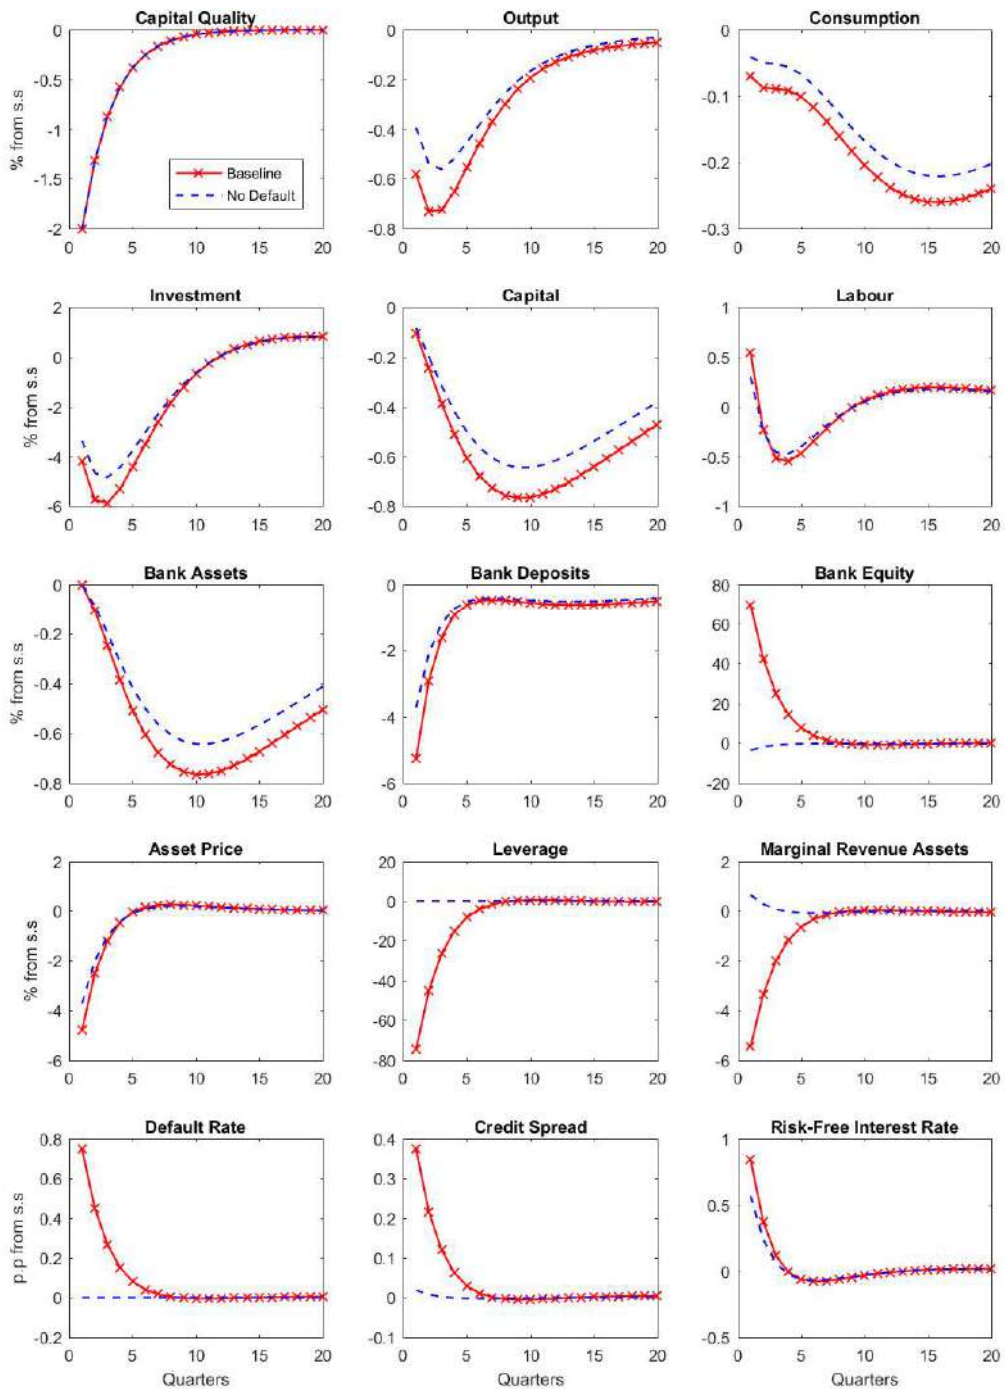 Capital Quality
Output
Consumption
0
-0.5
-1
-1.5
-2
% from s.s
Baseline
No Default
0 5 10 15 20
0
-0.2
-0.4
-0.6
-0.8
0 5 10 15 20
0
-0.1
-0.2
-0.3
0 5 10 15 20
Investment
Capital
Labour
2
0
-2
-4
-6
% from s.s
0 5 10 15 20
0
-0.2
-0.4
-0.6
-0.8
0 5 10 15 20
1
0.5
0
-0.5
-1
0 5 10 15 20
Bank Assets
Bank Deposits
Bank Equity
0
-0.2
-0.4
-0.6
-0.8
% from s.s
0 5 10 15 20
0
-2
-4
-6
0 5 10 15 20
80
60
40
20
0
-20
0 5 10 15 20
Asset Price
Leverage
Marginal Revenue Assets
2
0
-2
-4
-6
% from s.s
0 5 10 15 20
20
0
-20
-40
-60
-80
0 5 10 15 20
2
0
-2
-4
-6
0 5 10 15 20
Default Rate
Credit Spread
Risk-Free Interest Rate
0.8
0.6
0.4
0.2
0
-0.2
p.p from s.s
0 5 10 15 20
Quarters
0.4
0.3
0.2
0.1
0
-0.1
0 5 10 15 20
Quarters
1
0.5
0
-0.5
0 5 10 15 20
Quarters